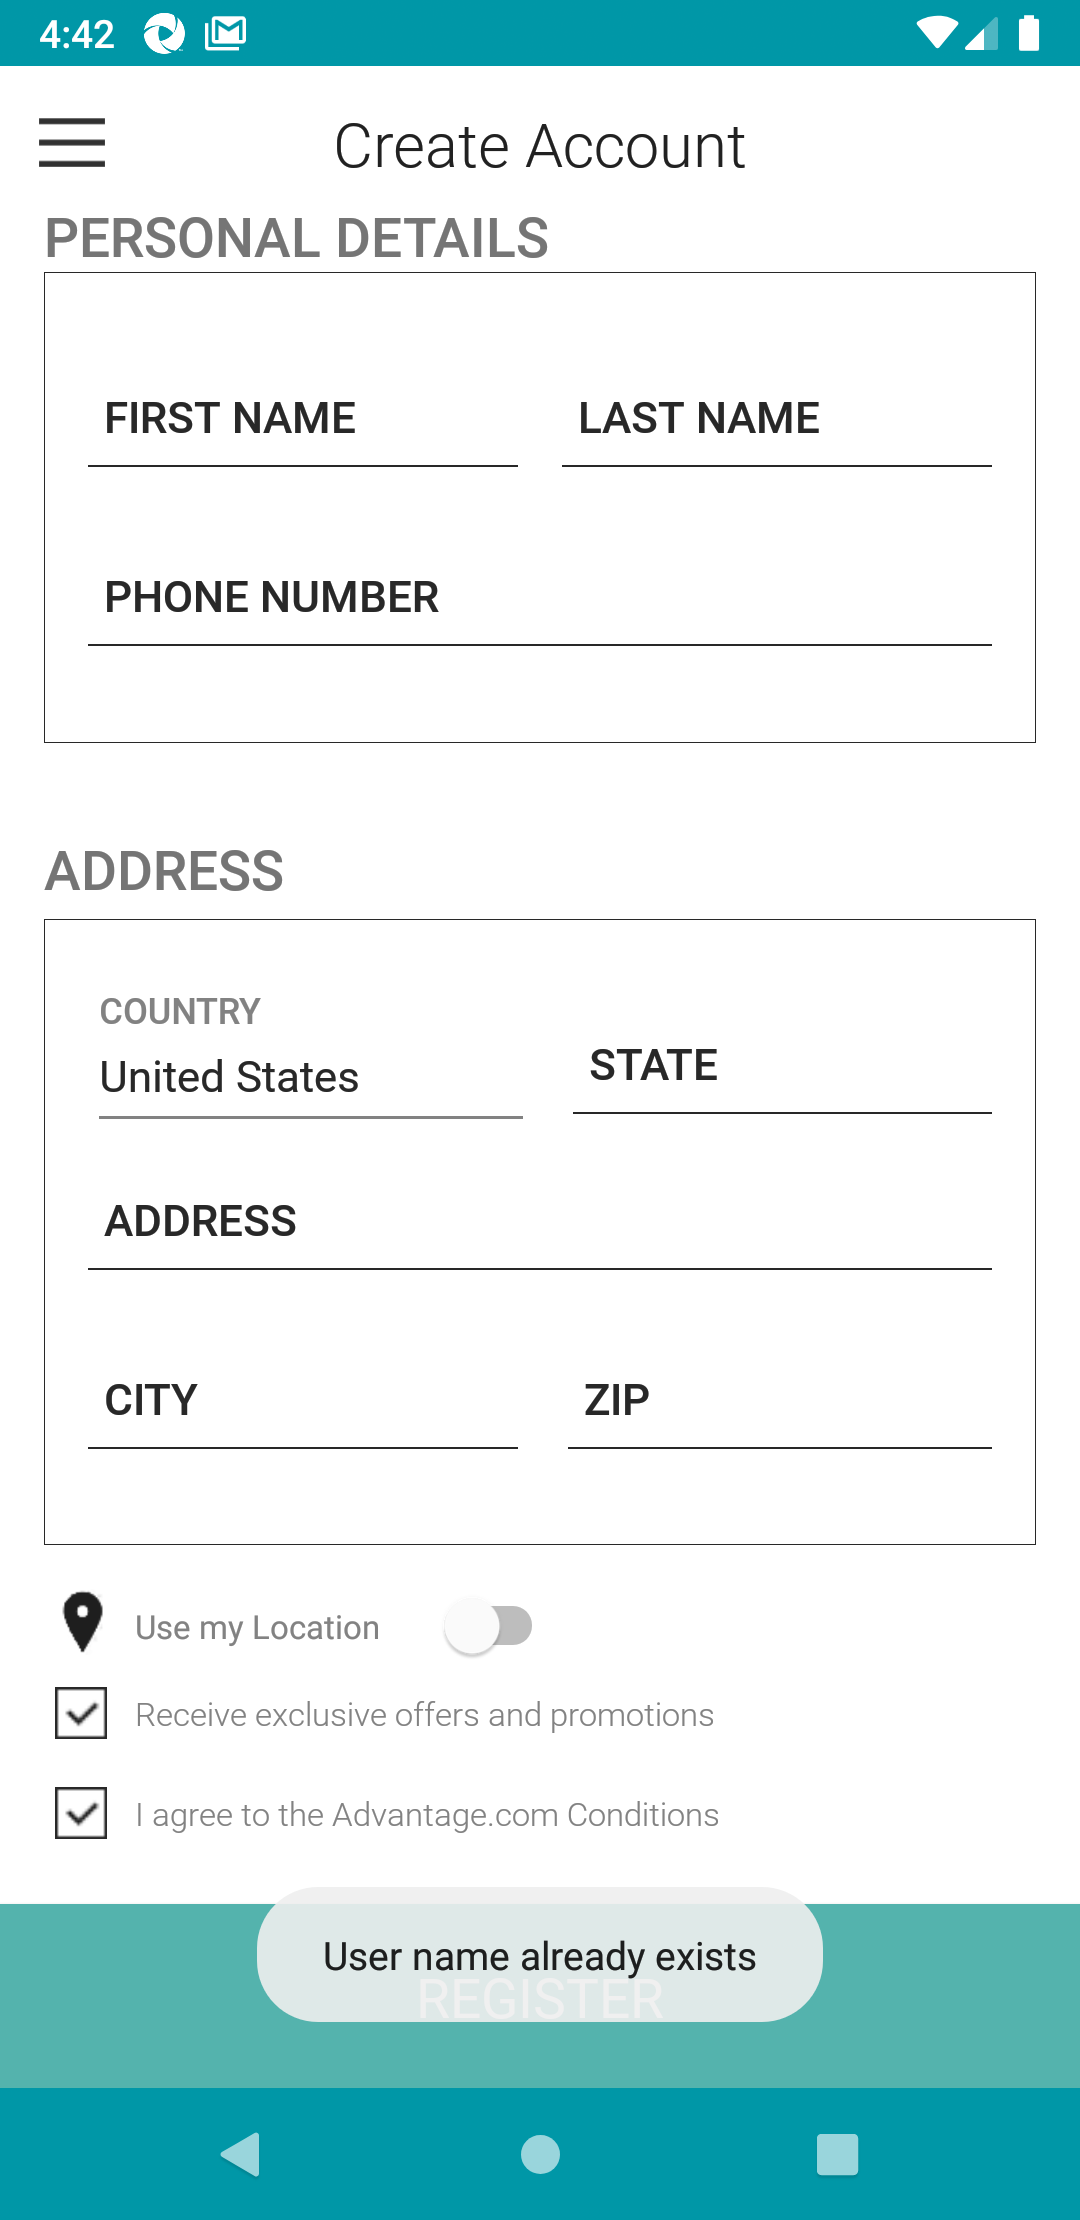 4:42
Create Account
PERSONAL DETAILS
FIRST NAME LAST NAME
PHONE NUMBER
ADDRESS
COUNTRY
United States
STATE
ADDRESS
CITY ZIP
Use my Location
Receive exclusive offers and promotions
I agree to the Advantage.com Conditions
User name already exists
REGISTER